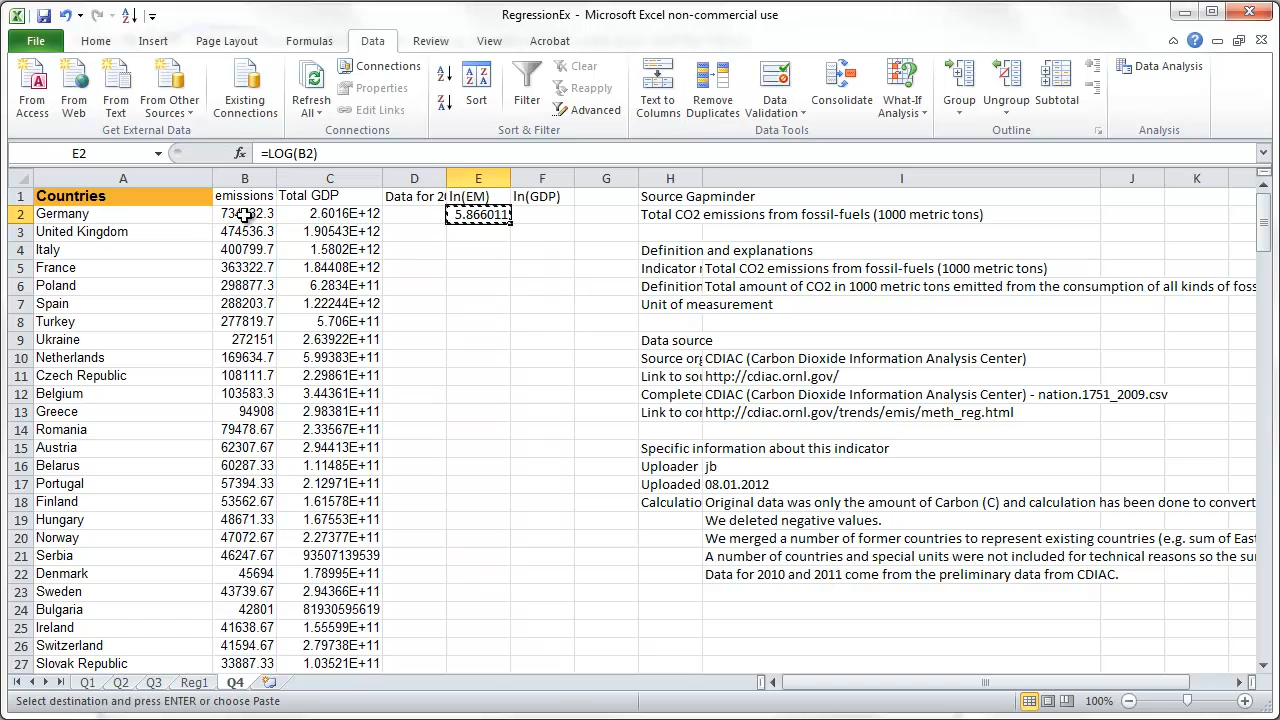 RegressionEx - Microsoft Excel non-commercial use
File Home Insert Page Layout Formulas Data Review View Acrobat
From Access From Web From Text From Other Sources Existing Connections Refresh All Connections Properties Edit Links Sort Filter Clear Reapply Advanced Text to Columns Remove Duplicates Data Validation Consolidate What-If Analysis Group Ungroup Subtotal Data Analysis
Get External Data Connections Sort & Filter Data Tools Outline Analysis
E2 fx =LOG(B2)
A B C D E F G H I J K L
1 Countries emissions Total GDP Data for 20 ln(EM) ln(GDP) Source Gapminder
2 Germany 2.6016E+12 5.866011 Total CO2 emissions from fossil-fuels (1000 metric tons)
3 United Kingdom 474536.3 1.90543E+12
4 Italy 400799.7 1.5802E+12 Definition and explanations
5 France 363322.7 1.84408E+12 Indicator r Total CO2 emissions from fossil-fuels (1000 metric tons)
6 Poland 298877.3 6.2834E+11 Definition Total amount of CO2 in 1000 metric tons emitted from the consumption of all kinds of foss
7 Spain 288203.7 1.22244E+12 Unit of measurement
8 Turkey 277819.7 5.706E+11
9 Ukraine 272151 2.63922E+11 Data source
10 Netherlands 169634.7 5.99383E+11 Source org CDIAC (Carbon Dioxide Information Analysis Center)
11 Czech Republic 108111.7 2.29861E+11 Link to sou http://cdiac.ornl.gov/
12 Belgium 103583.3 3.44361E+11 Complete CDIAC (Carbon Dioxide Information Analysis Center) - nation.1751_2009.csv
13 Greece 94908 2.98381E+11 Link to cor http://cdiac.ornl.gov/trends/emis/meth_reg.html
14 Romania 79478.67 2.33567E+11
15 Austria 62307.67 2.94413E+11 Specific information about this indicator
16 Belarus 60287.33 1.11485E+11 Uploader jb
17 Portugal 57394.33 2.12971E+11 Uploaded 08.01.2012
18 Finland 53562.67 1.61578E+11 Calculatio Original data was only the amount of Carbon (C) and calculation has been done to convert
19 Hungary 48671.33 1.67553E+11 We deleted negative values.
20 Norway 47072.67 2.27377E+11 We merged a number of former countries to represent existing countries (e.g. sum of East
21 Serbia 46247.67 93507139539 A number of countries and special units were not included for technical reasons so the sum
22 Denmark 45694 1.78995E+11 Data for 2010 and 2011 come from the preliminary data from CDIAC.
23 Sweden 43739.67 2.94366E+11
24 Bulgaria 42801 81930595619
25 Ireland 41638.67 1.55599E+11
26 Switzerland 41594.67 2.79738E+11
27 Slovak Republic 33887.33 1.03521E+11
Q1 Q2 Q3 Reg1 Q4
Select destination and press ENTER or choose Paste 100%